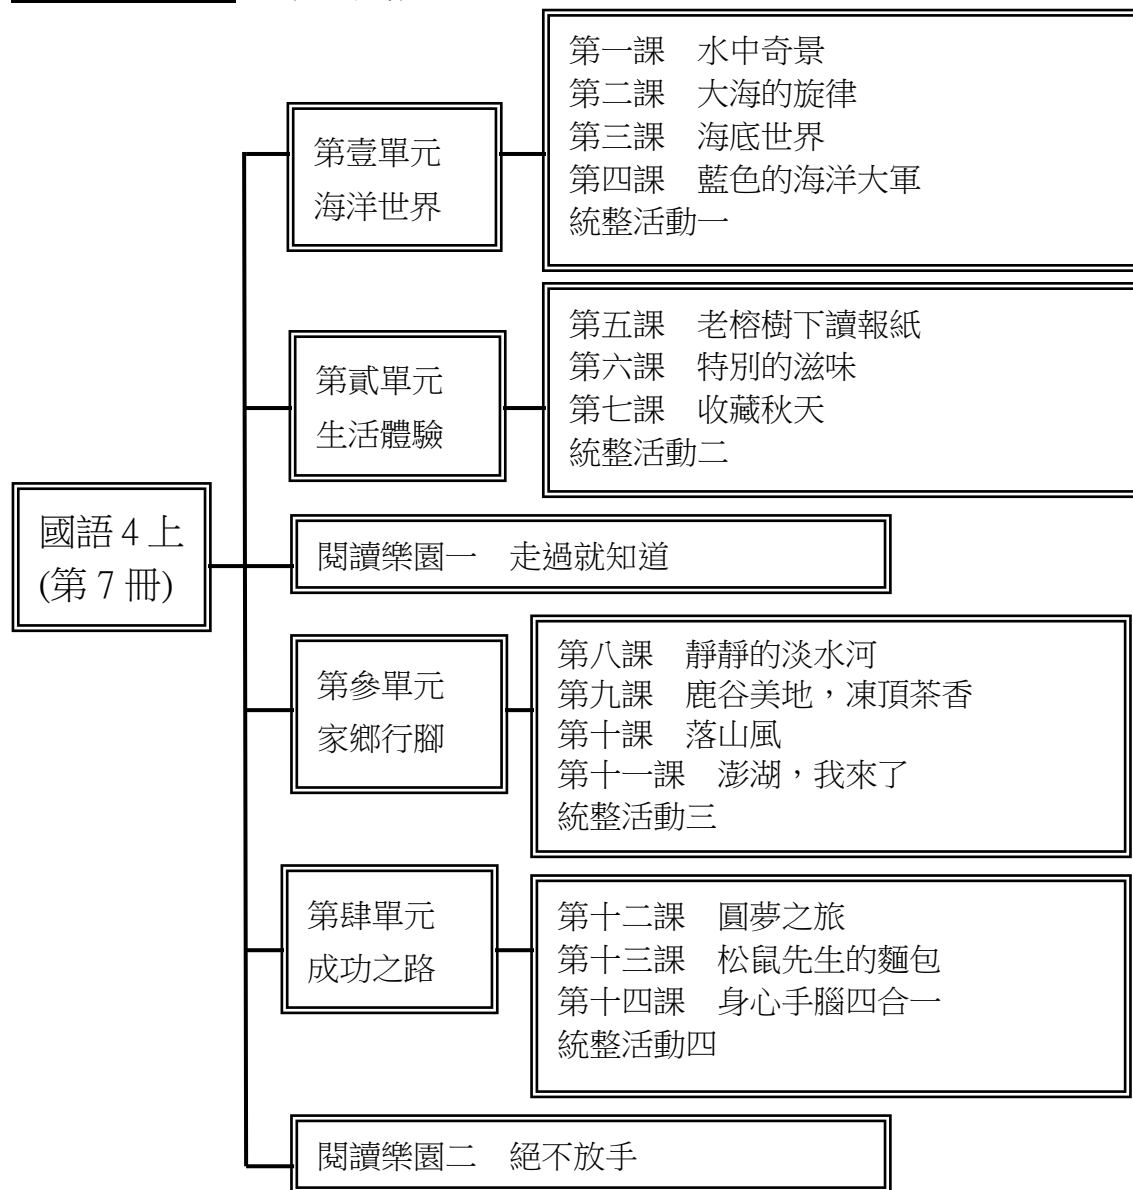 國語 4 上
(第 7 冊)
第壹單元
海洋世界
第一課　水中奇景
第二課　大海的旋律
第三課　海底世界
第四課　藍色的海洋大軍
統整活動一
第貳單元
生活體驗
第五課　老榕樹下讀報紙
第六課　特別的滋味
第七課　收藏秋天
統整活動二
閱讀樂園一　走過就知道
第參單元
家鄉行腳
第八課　靜靜的淡水河
第九課　鹿谷美地，凍頂茶香
第十課　落山風
第十一課　澎湖，我來了
統整活動三
第肆單元
成功之路
第十二課　圓夢之旅
第十三課　松鼠先生的麵包
第十四課　身心手腦四合一
統整活動四
閱讀樂園二　絕不放手